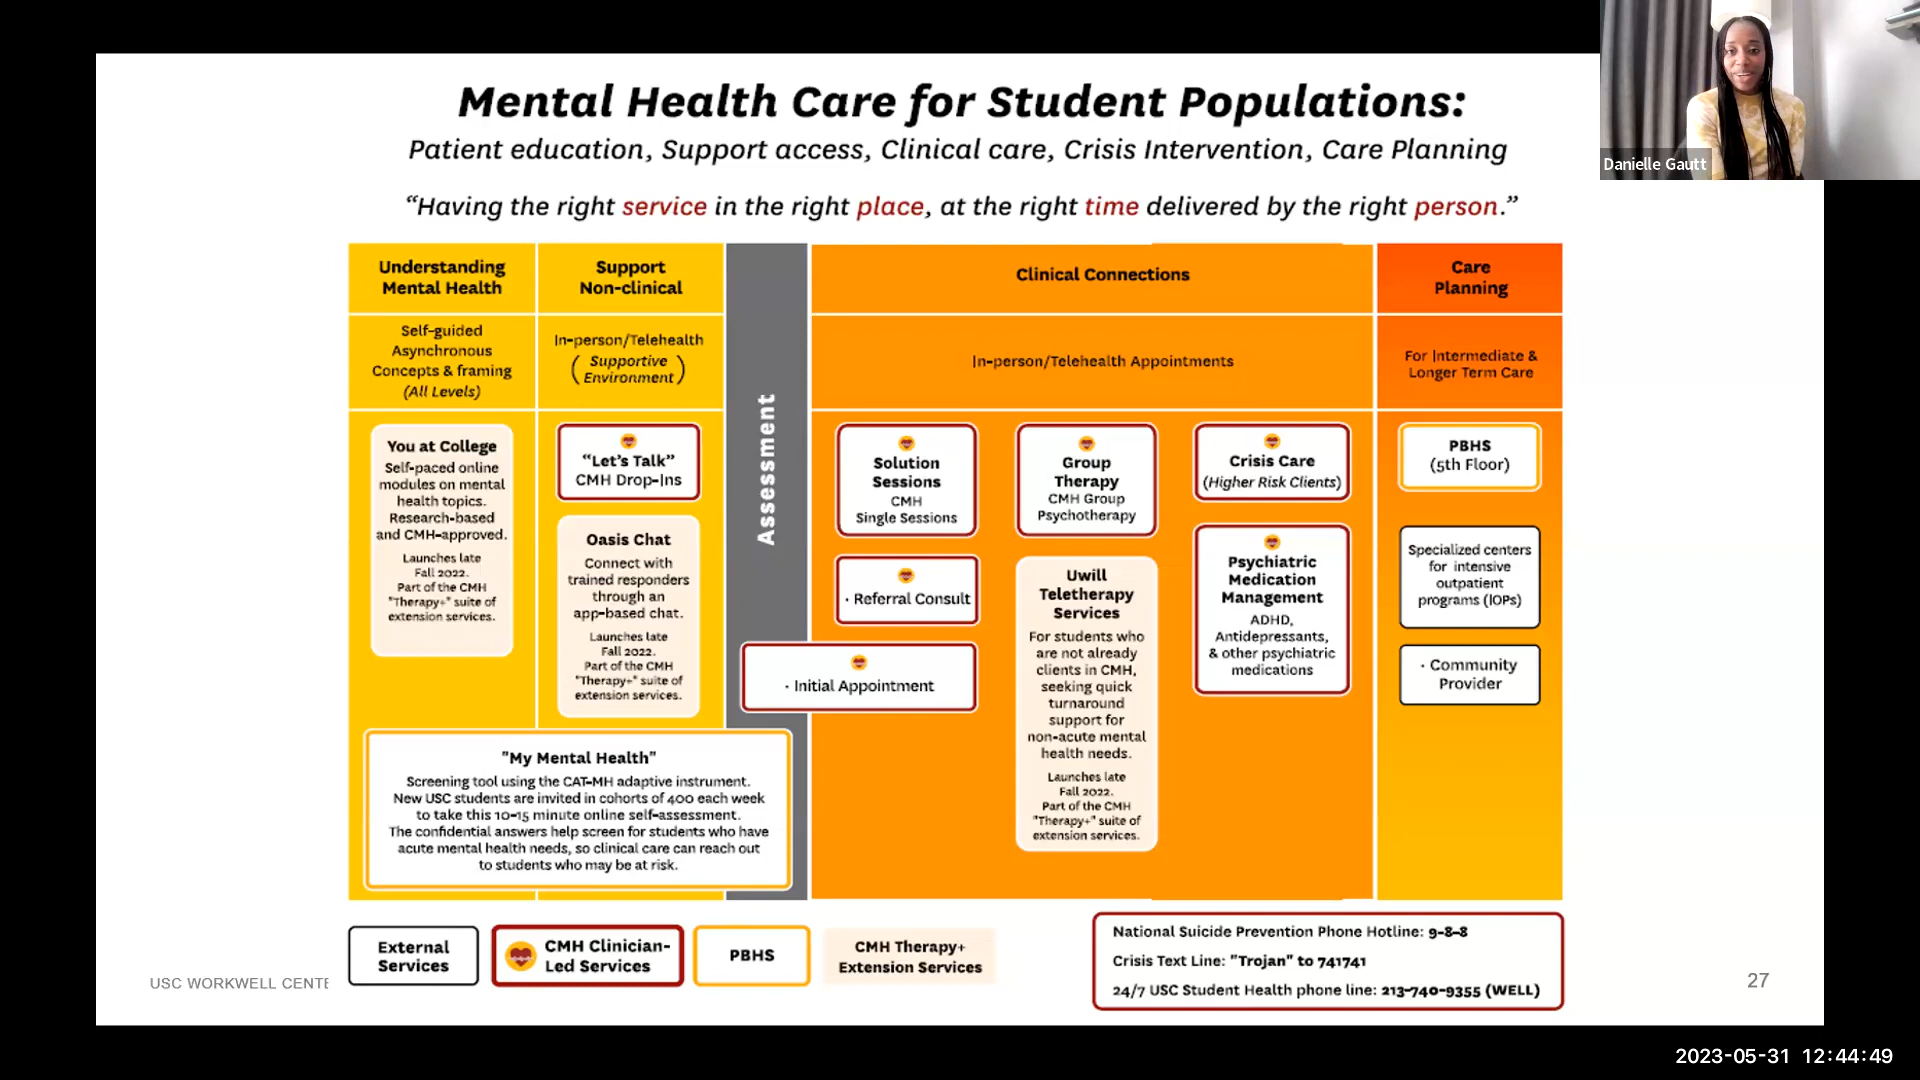 Mental Health Care for Student Populations:
Patient education, Support access, Clinical care, Crisis Intervention, Care Planning
“Having the right service in the right place, at the right time delivered by the right person.”
Danielle Gautt
Understanding
Mental Health
Self-guided
Asynchronous
Concepts & framing
(All Levels)
You at College
Self-paced online
modules on mental
health topics.
Research-based
and CMH-approved.
Launches late
Fall 2022.
Part of the CMH
"Therapy+" suite of
extension services.
Support
Non-clinical
In-person/Telehealth
( Supportive
Environment )
“Let’s Talk”
CMH Drop-Ins
Oasis Chat
Connect with
trained responders
through an
app-based chat.
Launches late
Fall 2022.
Part of the CMH
"Therapy+" suite of
extension services.
"My Mental Health"
Screening tool using the CAT-MH adaptive instrument.
New USC students are invited in cohorts of 400 each week
to take this 10-15 minute online self-assessment.
The confidential answers help screen for students who have
acute mental health needs, so clinical care can reach out
to students who may be at risk.
Assessment
Clinical Connections
In-person/Telehealth Appointments
Solution
Sessions
CMH
Single Sessions
· Referral Consult
· Initial Appointment
Group
Therapy
CMH Group
Psychotherapy
Uwill
Teletherapy
Services
For students who
are not already
clients in CMH,
seeking quick
turnaround
support for
non-acute mental
health needs.
Launches late
Fall 2022.
Part of the CMH
"Therapy+" suite of
extension services.
Crisis Care
(Higher Risk Clients)
Psychiatric
Medication
Management
ADHD,
Antidepressants,
& other psychiatric
medications
Care
Planning
For Intermediate &
Longer Term Care
PBHS
(5th Floor)
Specialized centers
for intensive
outpatient
programs (IOPs)
· Community
Provider
External
Services
CMH Clinician-
Led Services
PBHS
CMH Therapy+
Extension Services
National Suicide Prevention Phone Hotline: 9-8-8
Crisis Text Line: "Trojan" to 741741
24/7 USC Student Health phone line: 213-740-9355 (WELL)
USC WORKWELL CENTE
27
2023-05-31 12:44:49